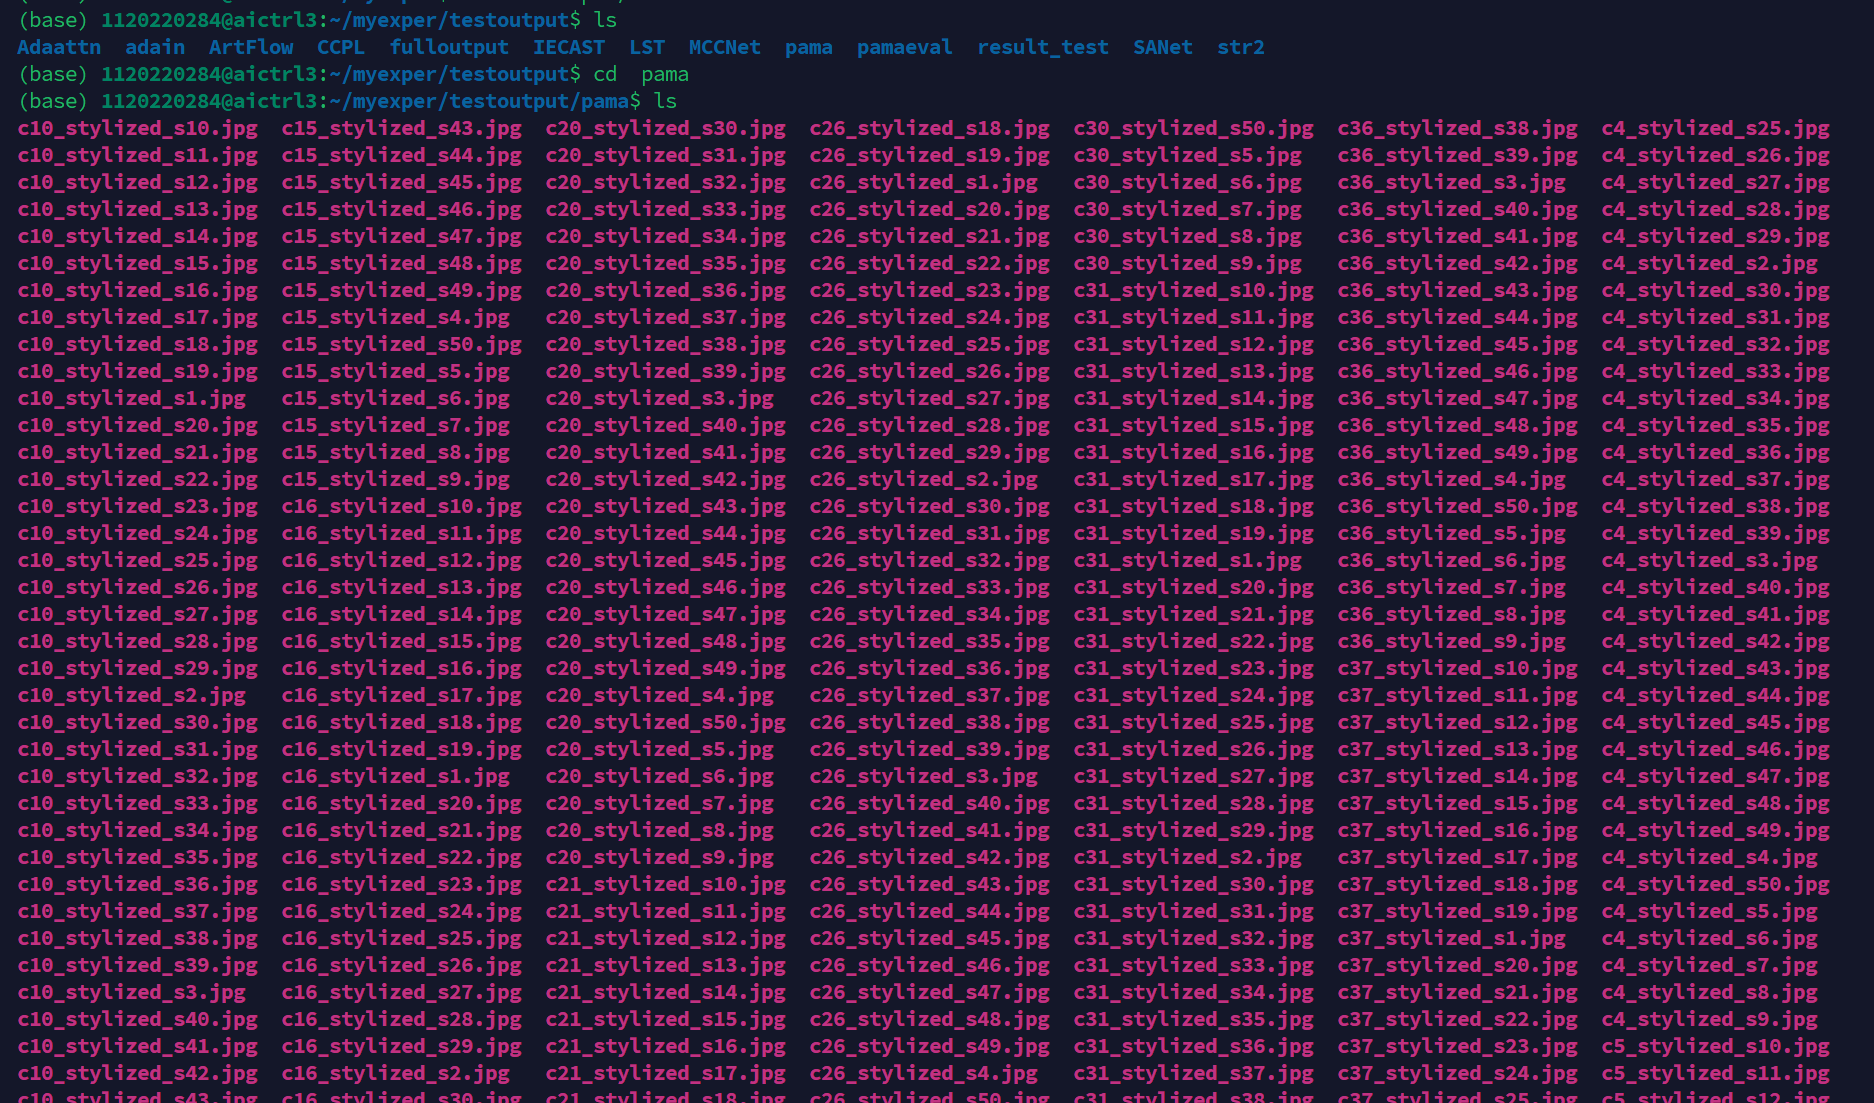 (base) 1120220284@aictrl3:~/myexper/testoutput$ ls
Adaattn  adain  ArtFlow  CCPL  fulloutput  IECAST  LST  MCCNet  pama  pamaeval  result_test  SANet  str2
(base) 1120220284@aictrl3:~/myexper/testoutput$ cd  pama
(base) 1120220284@aictrl3:~/myexper/testoutput/pama$ ls
c10_stylized_s10.jpg  c15_stylized_s43.jpg  c20_stylized_s30.jpg  c26_stylized_s18.jpg  c30_stylized_s50.jpg  c36_stylized_s38.jpg  c4_stylized_s25.jpg
c10_stylized_s11.jpg  c15_stylized_s44.jpg  c20_stylized_s31.jpg  c26_stylized_s19.jpg  c30_stylized_s5.jpg  c36_stylized_s39.jpg  c4_stylized_s26.jpg
c10_stylized_s12.jpg  c15_stylized_s45.jpg  c20_stylized_s32.jpg  c26_stylized_s1.jpg  c30_stylized_s6.jpg  c36_stylized_s3.jpg  c4_stylized_s27.jpg
c10_stylized_s13.jpg  c15_stylized_s46.jpg  c20_stylized_s33.jpg  c26_stylized_s20.jpg  c30_stylized_s7.jpg  c36_stylized_s40.jpg  c4_stylized_s28.jpg
c10_stylized_s14.jpg  c15_stylized_s47.jpg  c20_stylized_s34.jpg  c26_stylized_s21.jpg  c30_stylized_s8.jpg  c36_stylized_s41.jpg  c4_stylized_s29.jpg
c10_stylized_s15.jpg  c15_stylized_s48.jpg  c20_stylized_s35.jpg  c26_stylized_s22.jpg  c30_stylized_s9.jpg  c36_stylized_s42.jpg  c4_stylized_s2.jpg
c10_stylized_s16.jpg  c15_stylized_s49.jpg  c20_stylized_s36.jpg  c26_stylized_s23.jpg  c31_stylized_s10.jpg  c36_stylized_s43.jpg  c4_stylized_s30.jpg
c10_stylized_s17.jpg  c15_stylized_s4.jpg  c20_stylized_s37.jpg  c26_stylized_s24.jpg  c31_stylized_s11.jpg  c36_stylized_s44.jpg  c4_stylized_s31.jpg
c10_stylized_s18.jpg  c15_stylized_s50.jpg  c20_stylized_s38.jpg  c26_stylized_s25.jpg  c31_stylized_s12.jpg  c36_stylized_s45.jpg  c4_stylized_s32.jpg
c10_stylized_s19.jpg  c15_stylized_s5.jpg  c20_stylized_s39.jpg  c26_stylized_s26.jpg  c31_stylized_s13.jpg  c36_stylized_s46.jpg  c4_stylized_s33.jpg
c10_stylized_s1.jpg  c15_stylized_s6.jpg  c20_stylized_s3.jpg  c26_stylized_s27.jpg  c31_stylized_s14.jpg  c36_stylized_s47.jpg  c4_stylized_s34.jpg
c10_stylized_s20.jpg  c15_stylized_s7.jpg  c20_stylized_s40.jpg  c26_stylized_s28.jpg  c31_stylized_s15.jpg  c36_stylized_s48.jpg  c4_stylized_s35.jpg
c10_stylized_s21.jpg  c15_stylized_s8.jpg  c20_stylized_s41.jpg  c26_stylized_s29.jpg  c31_stylized_s16.jpg  c36_stylized_s49.jpg  c4_stylized_s36.jpg
c10_stylized_s22.jpg  c15_stylized_s9.jpg  c20_stylized_s42.jpg  c26_stylized_s2.jpg  c31_stylized_s17.jpg  c36_stylized_s4.jpg  c4_stylized_s37.jpg
c10_stylized_s23.jpg  c16_stylized_s10.jpg  c20_stylized_s43.jpg  c26_stylized_s30.jpg  c31_stylized_s18.jpg  c36_stylized_s50.jpg  c4_stylized_s38.jpg
c10_stylized_s24.jpg  c16_stylized_s11.jpg  c20_stylized_s44.jpg  c26_stylized_s31.jpg  c31_stylized_s19.jpg  c36_stylized_s5.jpg  c4_stylized_s39.jpg
c10_stylized_s25.jpg  c16_stylized_s12.jpg  c20_stylized_s45.jpg  c26_stylized_s32.jpg  c31_stylized_s1.jpg  c36_stylized_s6.jpg  c4_stylized_s3.jpg
c10_stylized_s26.jpg  c16_stylized_s13.jpg  c20_stylized_s46.jpg  c26_stylized_s33.jpg  c31_stylized_s20.jpg  c36_stylized_s7.jpg  c4_stylized_s40.jpg
c10_stylized_s27.jpg  c16_stylized_s14.jpg  c20_stylized_s47.jpg  c26_stylized_s34.jpg  c31_stylized_s21.jpg  c36_stylized_s8.jpg  c4_stylized_s41.jpg
c10_stylized_s28.jpg  c16_stylized_s15.jpg  c20_stylized_s48.jpg  c26_stylized_s35.jpg  c31_stylized_s22.jpg  c36_stylized_s9.jpg  c4_stylized_s42.jpg
c10_stylized_s29.jpg  c16_stylized_s16.jpg  c20_stylized_s49.jpg  c26_stylized_s36.jpg  c31_stylized_s23.jpg  c37_stylized_s10.jpg  c4_stylized_s43.jpg
c10_stylized_s2.jpg  c16_stylized_s17.jpg  c20_stylized_s4.jpg  c26_stylized_s37.jpg  c31_stylized_s24.jpg  c37_stylized_s11.jpg  c4_stylized_s44.jpg
c10_stylized_s30.jpg  c16_stylized_s18.jpg  c20_stylized_s50.jpg  c26_stylized_s38.jpg  c31_stylized_s25.jpg  c37_stylized_s12.jpg  c4_stylized_s45.jpg
c10_stylized_s31.jpg  c16_stylized_s19.jpg  c20_stylized_s5.jpg  c26_stylized_s39.jpg  c31_stylized_s26.jpg  c37_stylized_s13.jpg  c4_stylized_s46.jpg
c10_stylized_s32.jpg  c16_stylized_s1.jpg  c20_stylized_s6.jpg  c26_stylized_s3.jpg  c31_stylized_s27.jpg  c37_stylized_s14.jpg  c4_stylized_s47.jpg
c10_stylized_s33.jpg  c16_stylized_s20.jpg  c20_stylized_s7.jpg  c26_stylized_s40.jpg  c31_stylized_s28.jpg  c37_stylized_s15.jpg  c4_stylized_s48.jpg
c10_stylized_s34.jpg  c16_stylized_s21.jpg  c20_stylized_s8.jpg  c26_stylized_s41.jpg  c31_stylized_s29.jpg  c37_stylized_s16.jpg  c4_stylized_s49.jpg
c10_stylized_s35.jpg  c16_stylized_s22.jpg  c20_stylized_s9.jpg  c26_stylized_s42.jpg  c31_stylized_s2.jpg  c37_stylized_s17.jpg  c4_stylized_s4.jpg
c10_stylized_s36.jpg  c16_stylized_s23.jpg  c21_stylized_s10.jpg  c26_stylized_s43.jpg  c31_stylized_s30.jpg  c37_stylized_s18.jpg  c4_stylized_s50.jpg
c10_stylized_s37.jpg  c16_stylized_s24.jpg  c21_stylized_s11.jpg  c26_stylized_s44.jpg  c31_stylized_s31.jpg  c37_stylized_s19.jpg  c4_stylized_s5.jpg
c10_stylized_s38.jpg  c16_stylized_s25.jpg  c21_stylized_s12.jpg  c26_stylized_s45.jpg  c31_stylized_s32.jpg  c37_stylized_s1.jpg  c4_stylized_s6.jpg
c10_stylized_s39.jpg  c16_stylized_s26.jpg  c21_stylized_s13.jpg  c26_stylized_s46.jpg  c31_stylized_s33.jpg  c37_stylized_s20.jpg  c4_stylized_s7.jpg
c10_stylized_s3.jpg  c16_stylized_s27.jpg  c21_stylized_s14.jpg  c26_stylized_s47.jpg  c31_stylized_s34.jpg  c37_stylized_s21.jpg  c4_stylized_s8.jpg
c10_stylized_s40.jpg  c16_stylized_s28.jpg  c21_stylized_s15.jpg  c26_stylized_s48.jpg  c31_stylized_s35.jpg  c37_stylized_s22.jpg  c4_stylized_s9.jpg
c10_stylized_s41.jpg  c16_stylized_s29.jpg  c21_stylized_s16.jpg  c26_stylized_s49.jpg  c31_stylized_s36.jpg  c37_stylized_s23.jpg  c5_stylized_s10.jpg
c10_stylized_s42.jpg  c16_stylized_s2.jpg  c21_stylized_s17.jpg  c26_stylized_s4.jpg  c31_stylized_s37.jpg  c37_stylized_s24.jpg  c5_stylized_s11.jpg
c10_stylized_s43.jpg  c16_stylized_s30.jpg  c21_stylized_s18.jpg  c26_stylized_s50.jpg  c31_stylized_s38.jpg  c37_stylized_s25.jpg  c5_stylized_s12.jpg